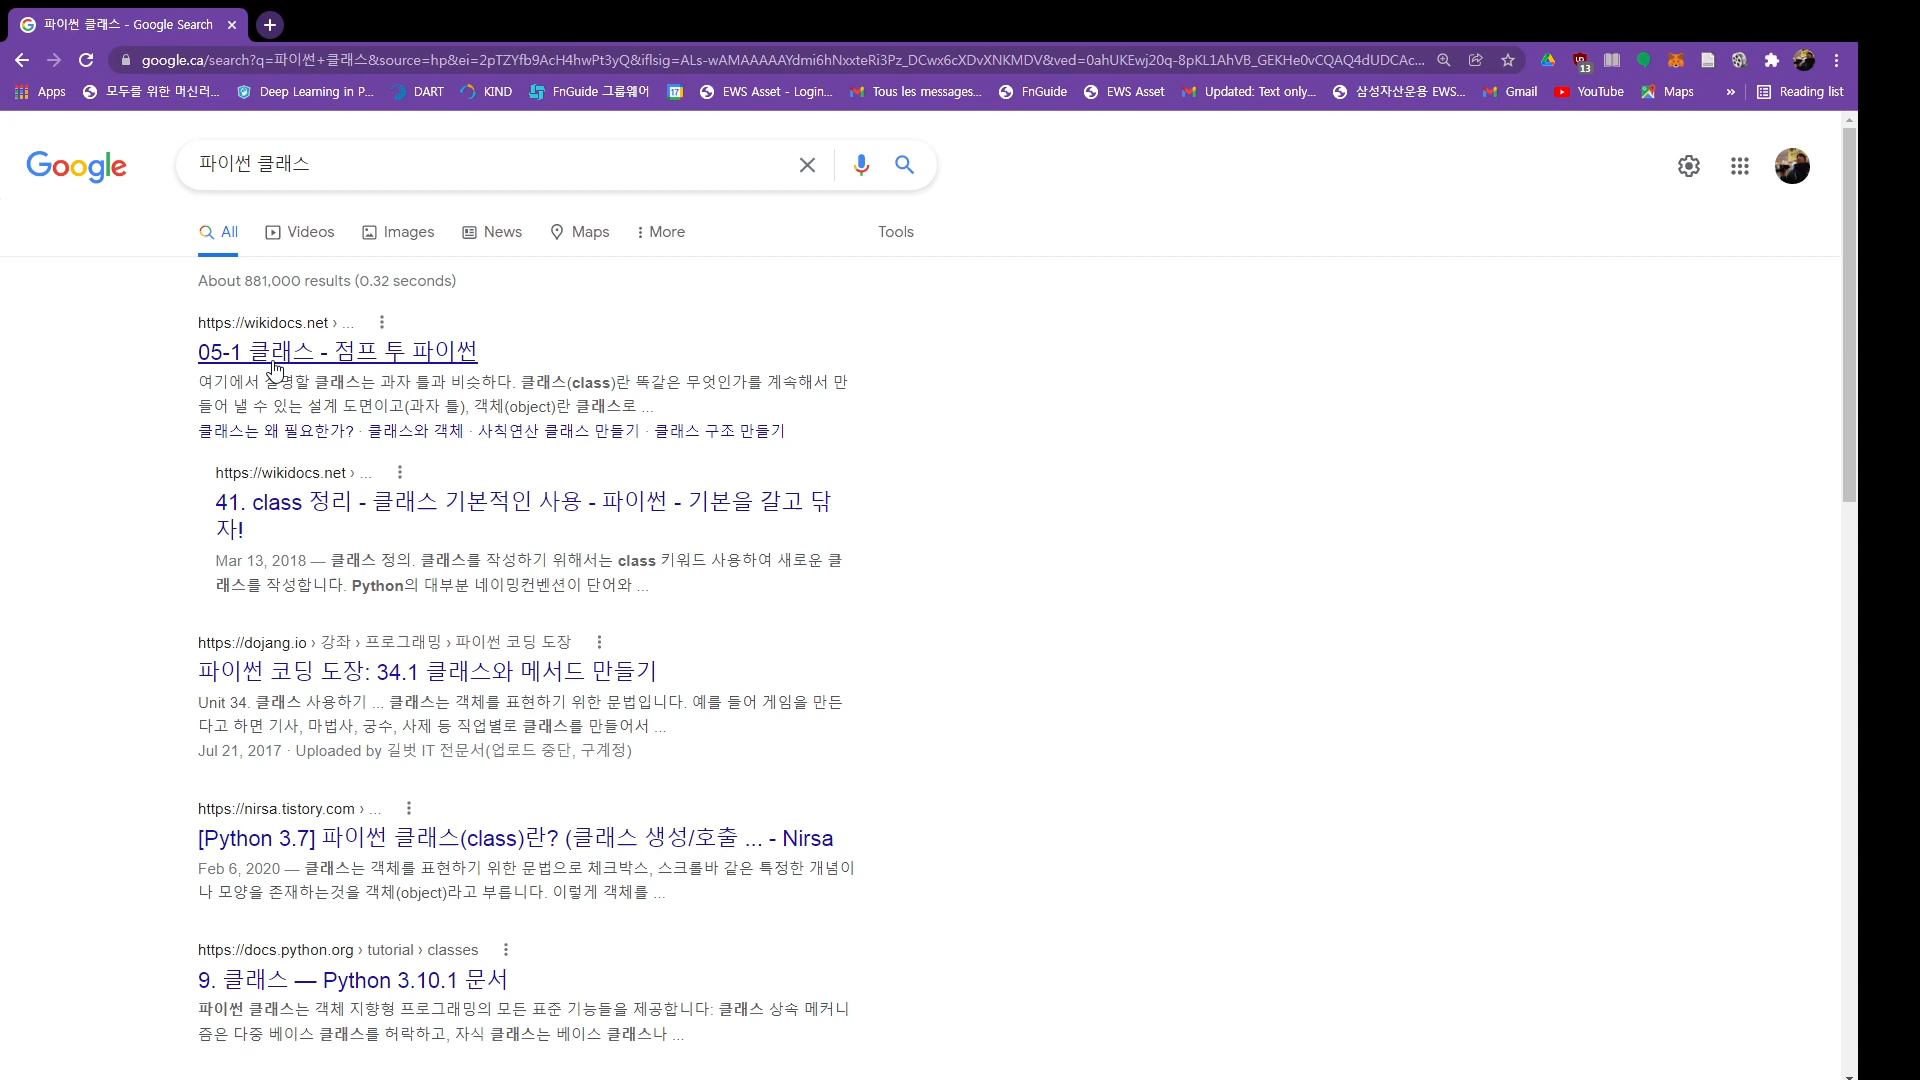 파이썬 클래스 - Google Search
google.ca/search?q=파이썬+클래스&source=hp&ei=2pTZYfb9AcH4hwPt3yQ&iflsig=ALs-wAMAAAAAYdmi6hNxxteRi3Pz_DCwx6cXDvXNKMDV&ved=0ahUKEwj20q-8pKL1AhVB_GEKHe0vCQAQ4dUDCAc...
13
Apps 모두를 위한 머신러... Deep Learning in P... DART KIND FnGuide 그룹웨어 17 EWS Asset - Login... Tous les messages... FnGuide EWS Asset Updated: Text only,... 삼성자산운용 EWS... Gmail YouTube Maps » Reading list
Google
파이썬 클래스
All Videos Images News Maps More Tools
About 881,000 results (0.32 seconds)
https://wikidocs.net › ...
05-1 클래스 - 점프 투 파이썬
여기에서 설명할 클래스는 과자 틀과 비슷하다. 클래스(class)란 똑같은 무엇인가를 계속해서 만
들어 낼 수 있는 설계 도면이고(과자 틀), 객체(object)란 클래스로 ...
클래스는 왜 필요한가? · 클래스와 객체 · 사칙연산 클래스 만들기 · 클래스 구조 만들기
https://wikidocs.net › ...
41. class 정리 - 클래스 기본적인 사용 - 파이썬 - 기본을 갈고 닦
자!
Mar 13, 2018 — 클래스 정의. 클래스를 작성하기 위해서는 class 키워드 사용하여 새로운 클
래스를 작성합니다. Python의 대부분 네이밍컨벤션이 단어와 ...
https://dojang.io › 강좌 › 프로그래밍 › 파이썬 코딩 도장
파이썬 코딩 도장: 34.1 클래스와 메서드 만들기
Unit 34. 클래스 사용하기 ... 클래스는 객체를 표현하기 위한 문법입니다. 예를 들어 게임을 만든
다고 하면 기사, 마법사, 궁수, 사제 등 직업별로 클래스를 만들어서 ...
Jul 21, 2017 · Uploaded by 길벗 IT 전문서(업로드 중단, 구계정)
https://nirsa.tistory.com › ...
[Python 3.7] 파이썬 클래스(class)란? (클래스 생성/호출 ... - Nirsa
Feb 6, 2020 — 클래스는 객체를 표현하기 위한 문법으로 체크박스, 스크롤바 같은 특정한 개념이
나 모양을 존재하는것을 객체(object)라고 부릅니다. 이렇게 객체를 ...
https://docs.python.org › tutorial › classes
9. 클래스 — Python 3.10.1 문서
파이썬 클래스는 객체 지향형 프로그래밍의 모든 표준 기능들을 제공합니다: 클래스 상속 메커니
즘은 다중 베이스 클래스를 허락하고, 자식 클래스는 베이스 클래스나 ...